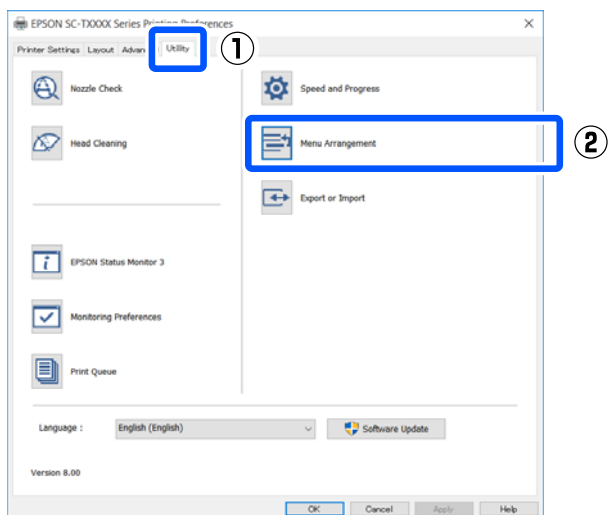 EPSON SC-TXXXX Series Printing Preferences
Printer Settings Layout Advan Utility
①
Nozzle Check
Speed and Progress
Head Cleaning
Menu Arrangement
②
Export or Import
EPSON Status Monitor 3
Monitoring Preferences
Print Queue
Language : English (English) Software Update
Version 8.00
OK Cancel Apply Help